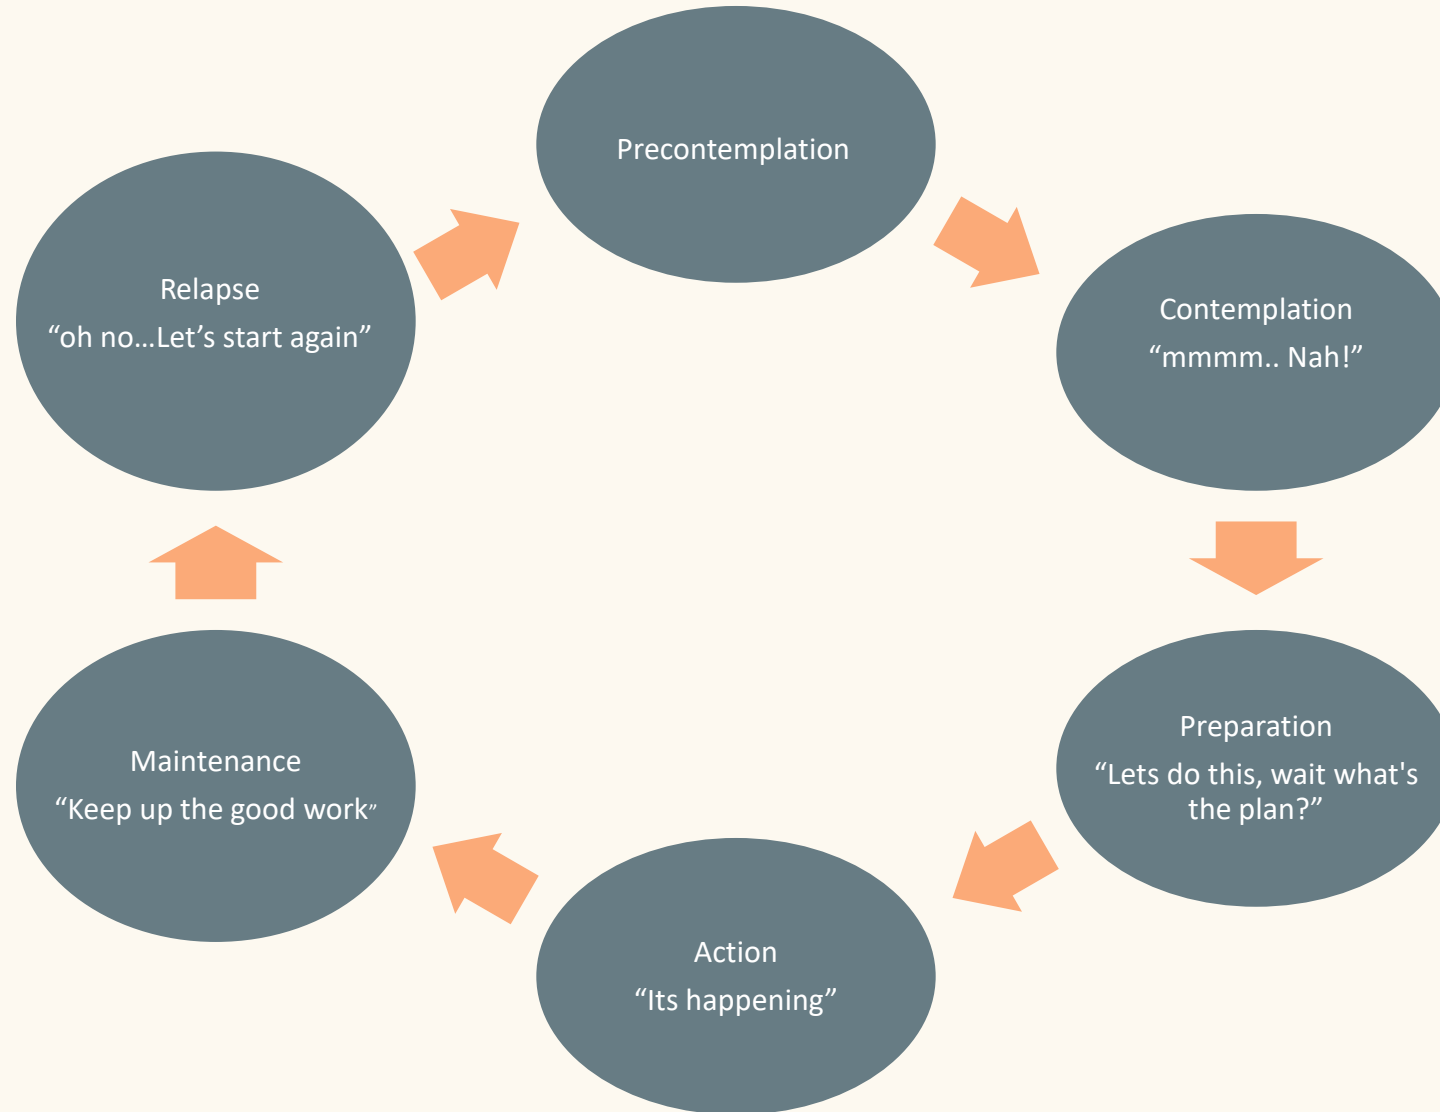 Precontemplation
Contemplation
“mmmm.. Nah!”
Preparation
“Lets do this, wait what's
the plan?”
Action
“Its happening”
Maintenance
“Keep up the good work”
Relapse
“oh no…Let’s start again”